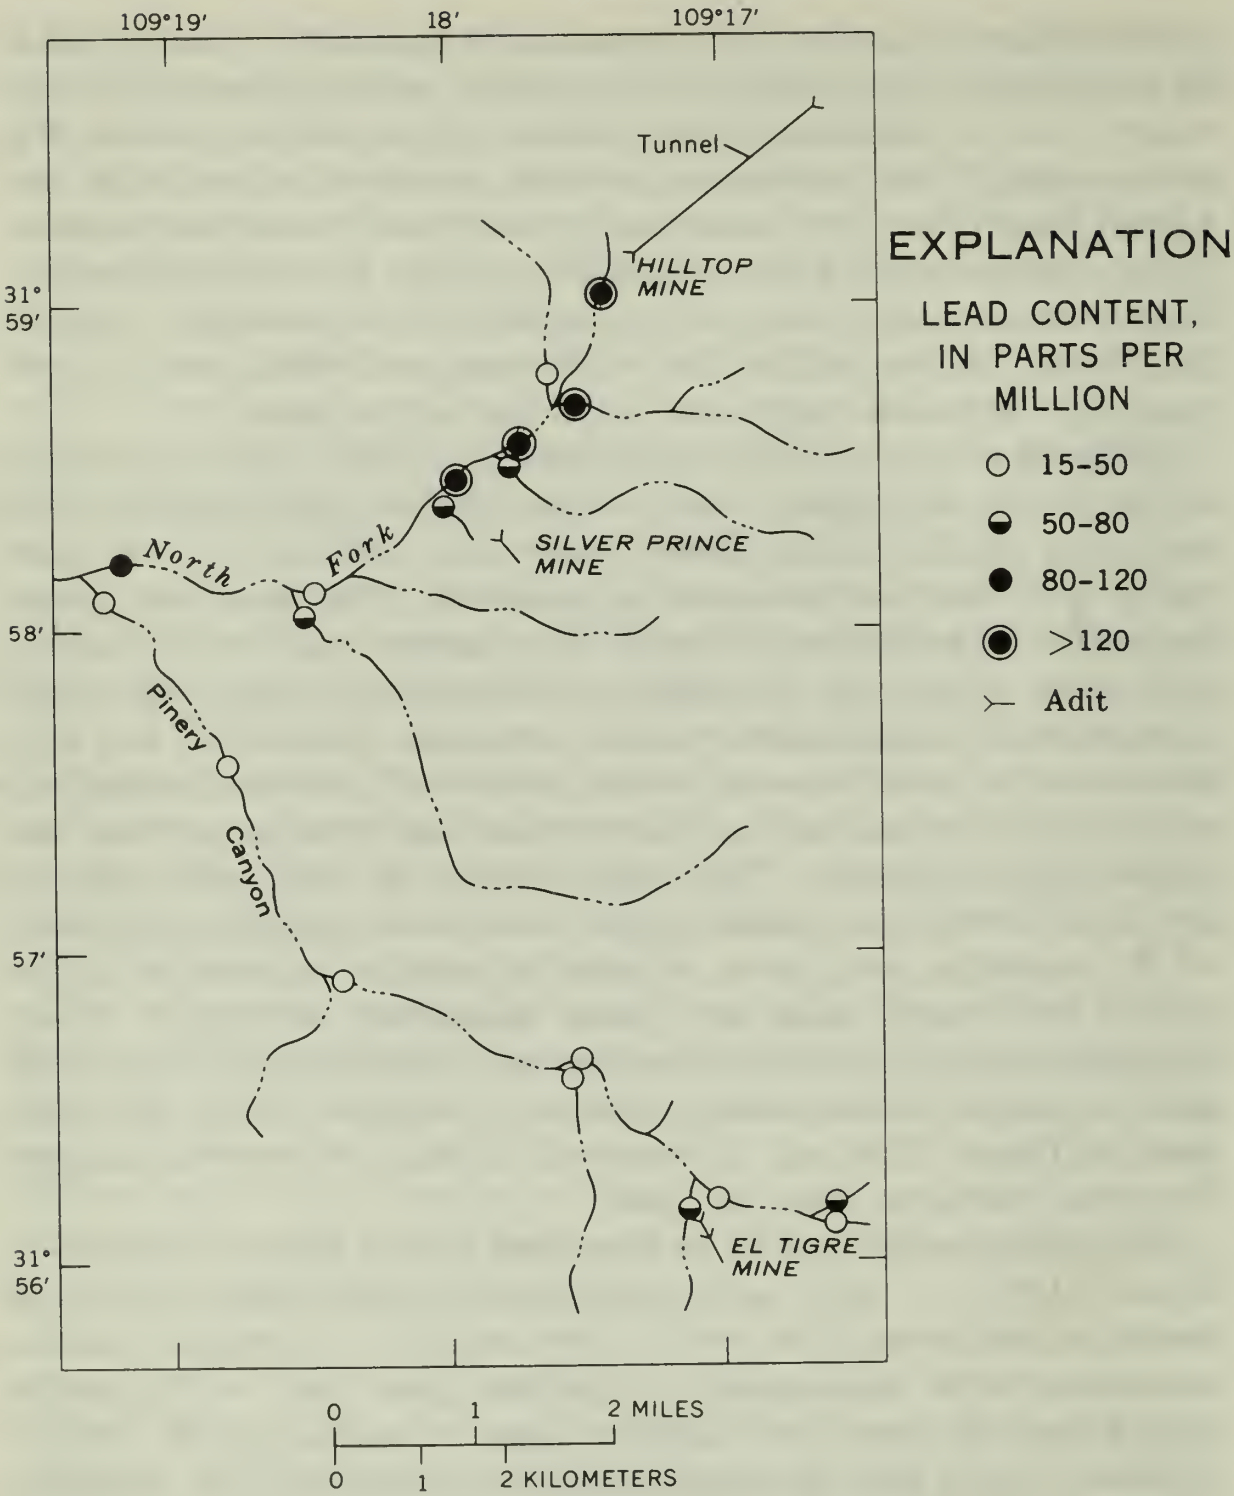 109°19' 18' 109°17'
Tunnel
HILLTOP
MINE
31°
59'
North Fork
SILVER PRINCE
MINE
58'
Pinery
Canyon
57'
EL TIGRE
MINE
31°
56'
EXPLANATION
LEAD CONTENT,
IN PARTS PER
MILLION
15-50
50-80
80-120
>120
Adit
0 1 2 MILES
0 1 2 KILOMETERS